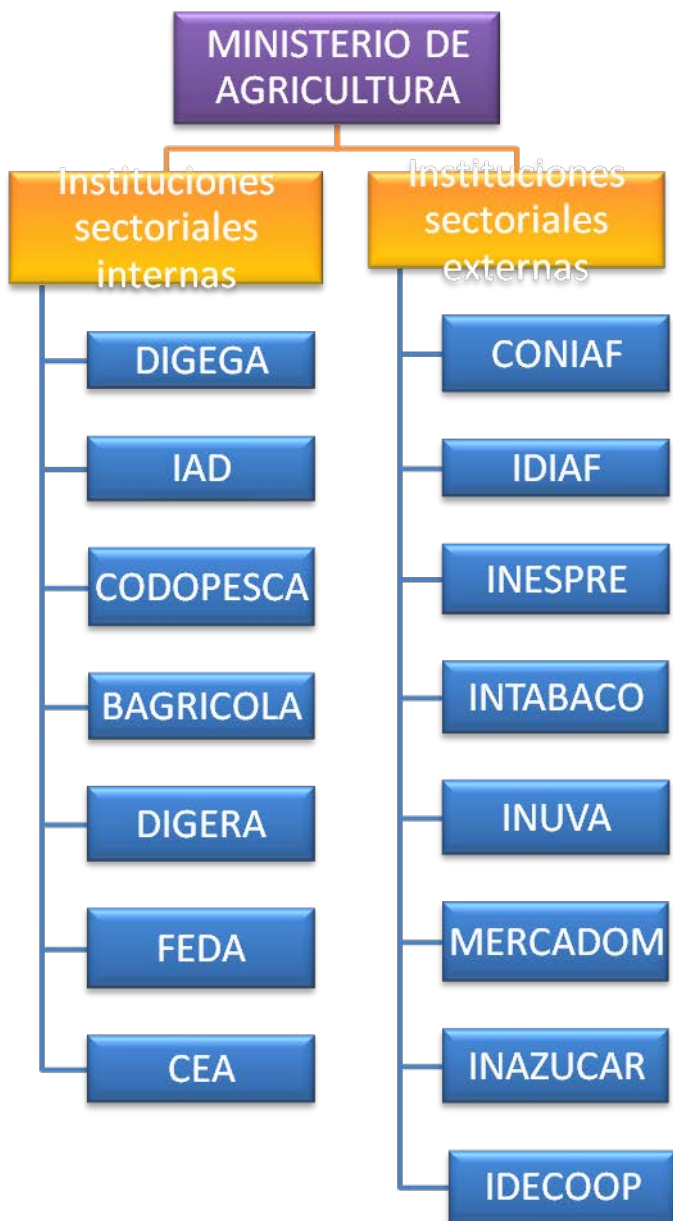 MINISTERIO DE
AGRICULTURA
Instituciones
sectoriales
internas
DIGEGA
IAD
CODOPESCA
BAGRICOLA
DIGERA
FEDA
CEA
Instituciones
sectoriales
externas
CONIAF
IDIAF
INESPRE
INTABACO
INUVA
MERCADOM
INAZUCAR
IDECOOP